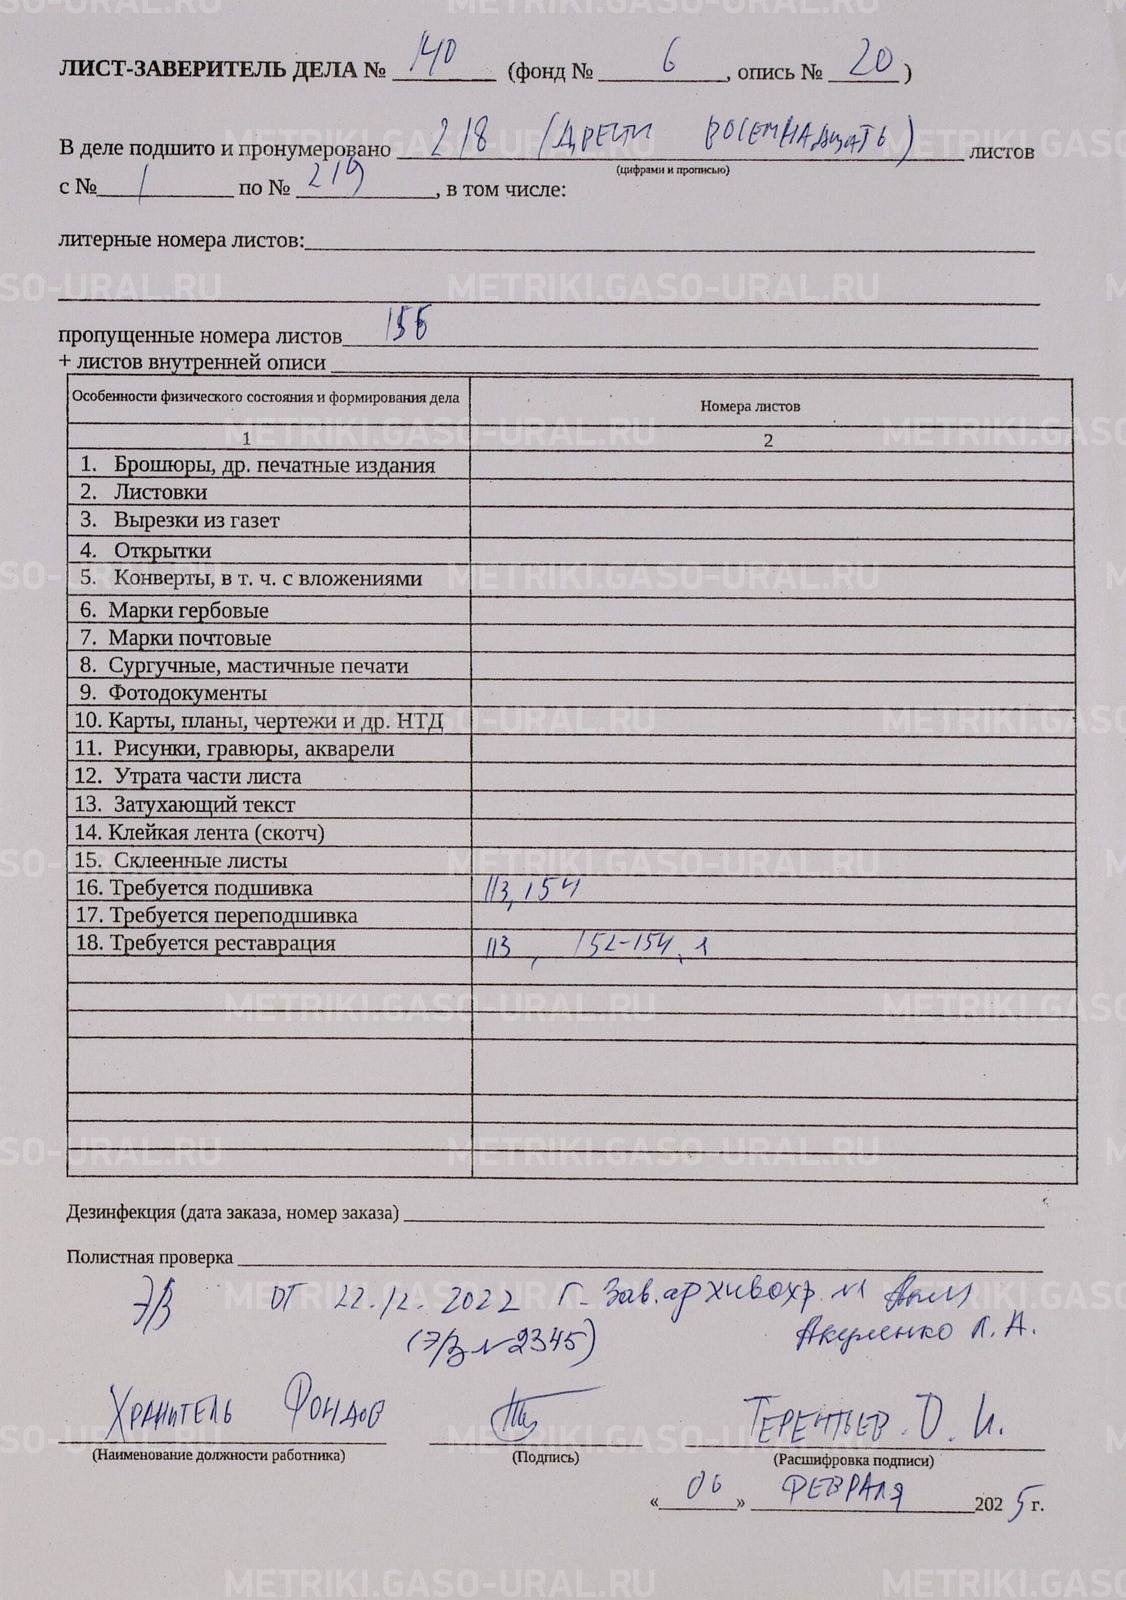 ЛИСТ-ЗАВЕРИТЕЛЬ ДЕЛА № 140 (фонд № 6, опись № 20)
В деле подшито и пронумеровано 218 (двести восемнадцать) листов
(цифрами и прописью)
с № 1 по № 219, в том числе:
литерные номера листов:
пропущенные номера листов 156
+ листов внутренней описи
Особенности физического состояния и формирования дела Номера листов
1 2
1. Брошюры, др. печатные издания
2. Листовки
3. Вырезки из газет
4. Открытки
5. Конверты, в т. ч. с вложениями
6. Марки гербовые
7. Марки почтовые
8. Сургучные, мастичные печати
9. Фотодокументы
10. Карты, планы, чертежи и др. НТД
11. Рисунки, гравюры, акварели
12. Утрата части листа
13. Затухающий текст
14. Клейкая лента (скотч)
15. Склеенные листы
16. Требуется подшивка 113, 154
17. Требуется переподшивка
18. Требуется реставрация 113, 152-154, 1
Дезинфекция (дата заказа, номер заказа)
Полистная проверка
Э/В от 22.12.2022 г. Зав. архивохр.
(Э/В № 2345) Акуленко Л. А.
Хранитель фондов Терентьев Д. И.
(Наименование должности работника) (Подпись) (Расшифровка подписи)
«06» февраля 2025 г.
METRIKI.GASO-URAL.RU